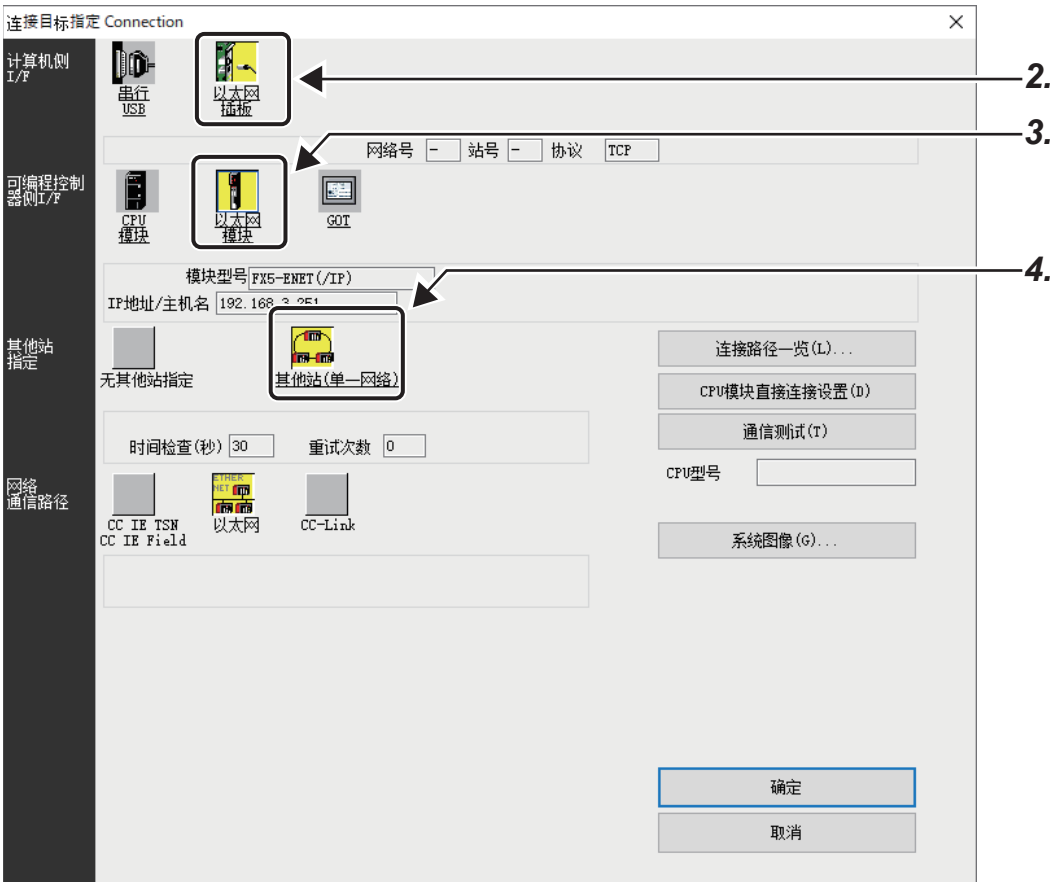 连接目标指定 Connection
计算机侧
I/F
串行
USB
以太网
插板
2.
网络号 - 站号 - 协议 TCP
3.
可编程控制
器侧I/F
CPU
模块
以太网
模块
GOT
模块型号 FX5-ENET(/IP)
4.
IP地址/主机名 192.168.3.251
其他站
指定
无其他站指定
其他站(单一网络)
连接路径一览(L)...
CPU模块直接连接设置(D)
通信测试(T)
时间检查(秒) 30 重试次数 0
CPU型号
网络
通信路径
CC IE TSN
CC IE Field
ETHER
NET
以太网
CC-Link
系统图像(G)...
确定
取消